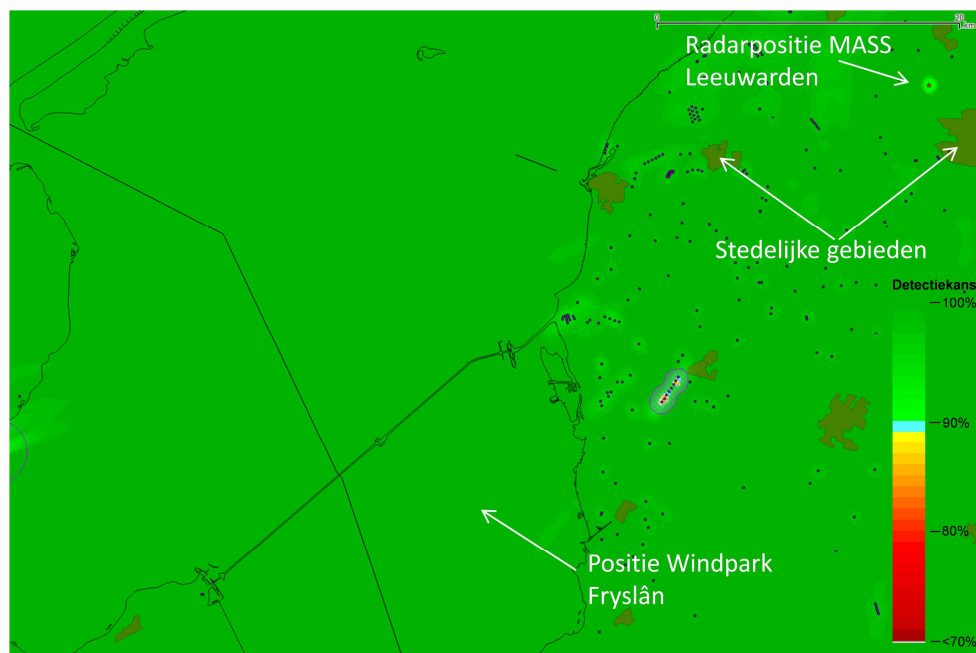 0
20
km
Radarpositie MASS
Leeuwarden
Stedelijke gebieden
Detectiekans
100%
90%
80%
<70%
Positie Windpark
Fryslân